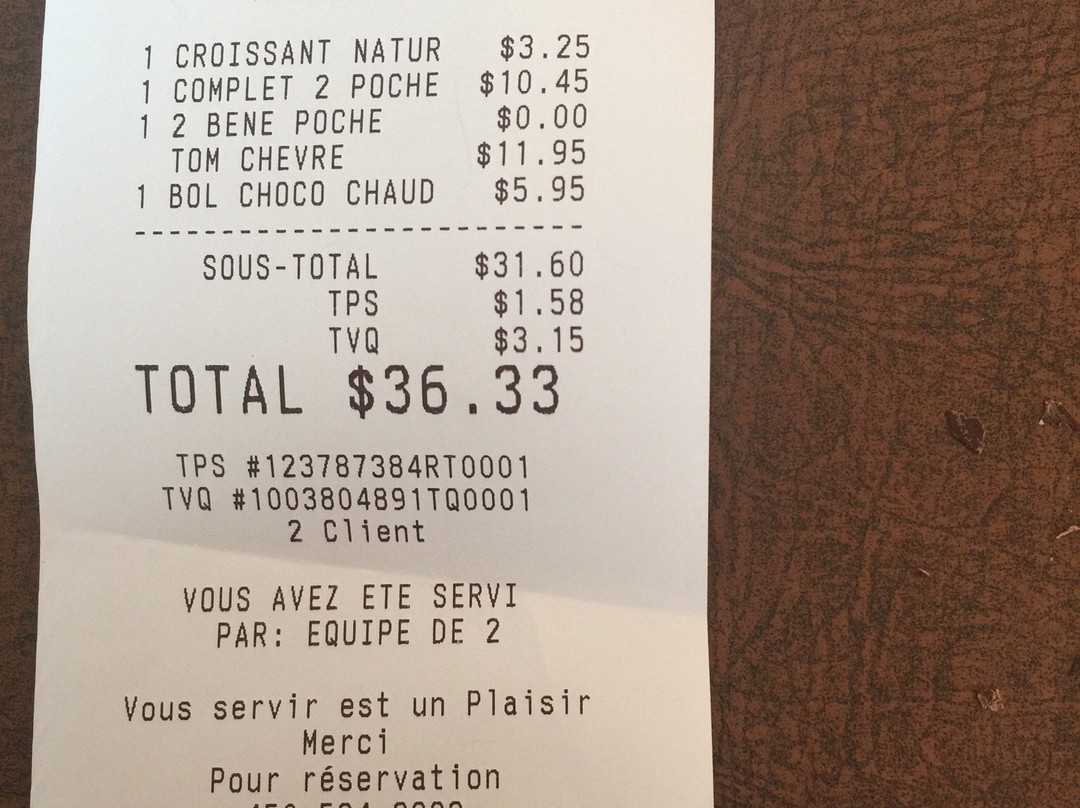 1 CROISSANT NATUR $3.25
1 COMPLET 2 POCHE $10.45
1 2 BENE POCHE $0.00
TOM CHEVRE $11.95
1 BOL CHOCO CHAUD $5.95
----------------------------
SOUS-TOTAL $31.60
TPS $1.58
TVQ $3.15
TOTAL $36.33
TPS #123787384RT0001
TVQ #1003804891TQ0001
2 Client
VOUS AVEZ ETE SERVI
PAR: EQUIPE DE 2
Vous servir est un Plaisir
Merci
Pour réservation